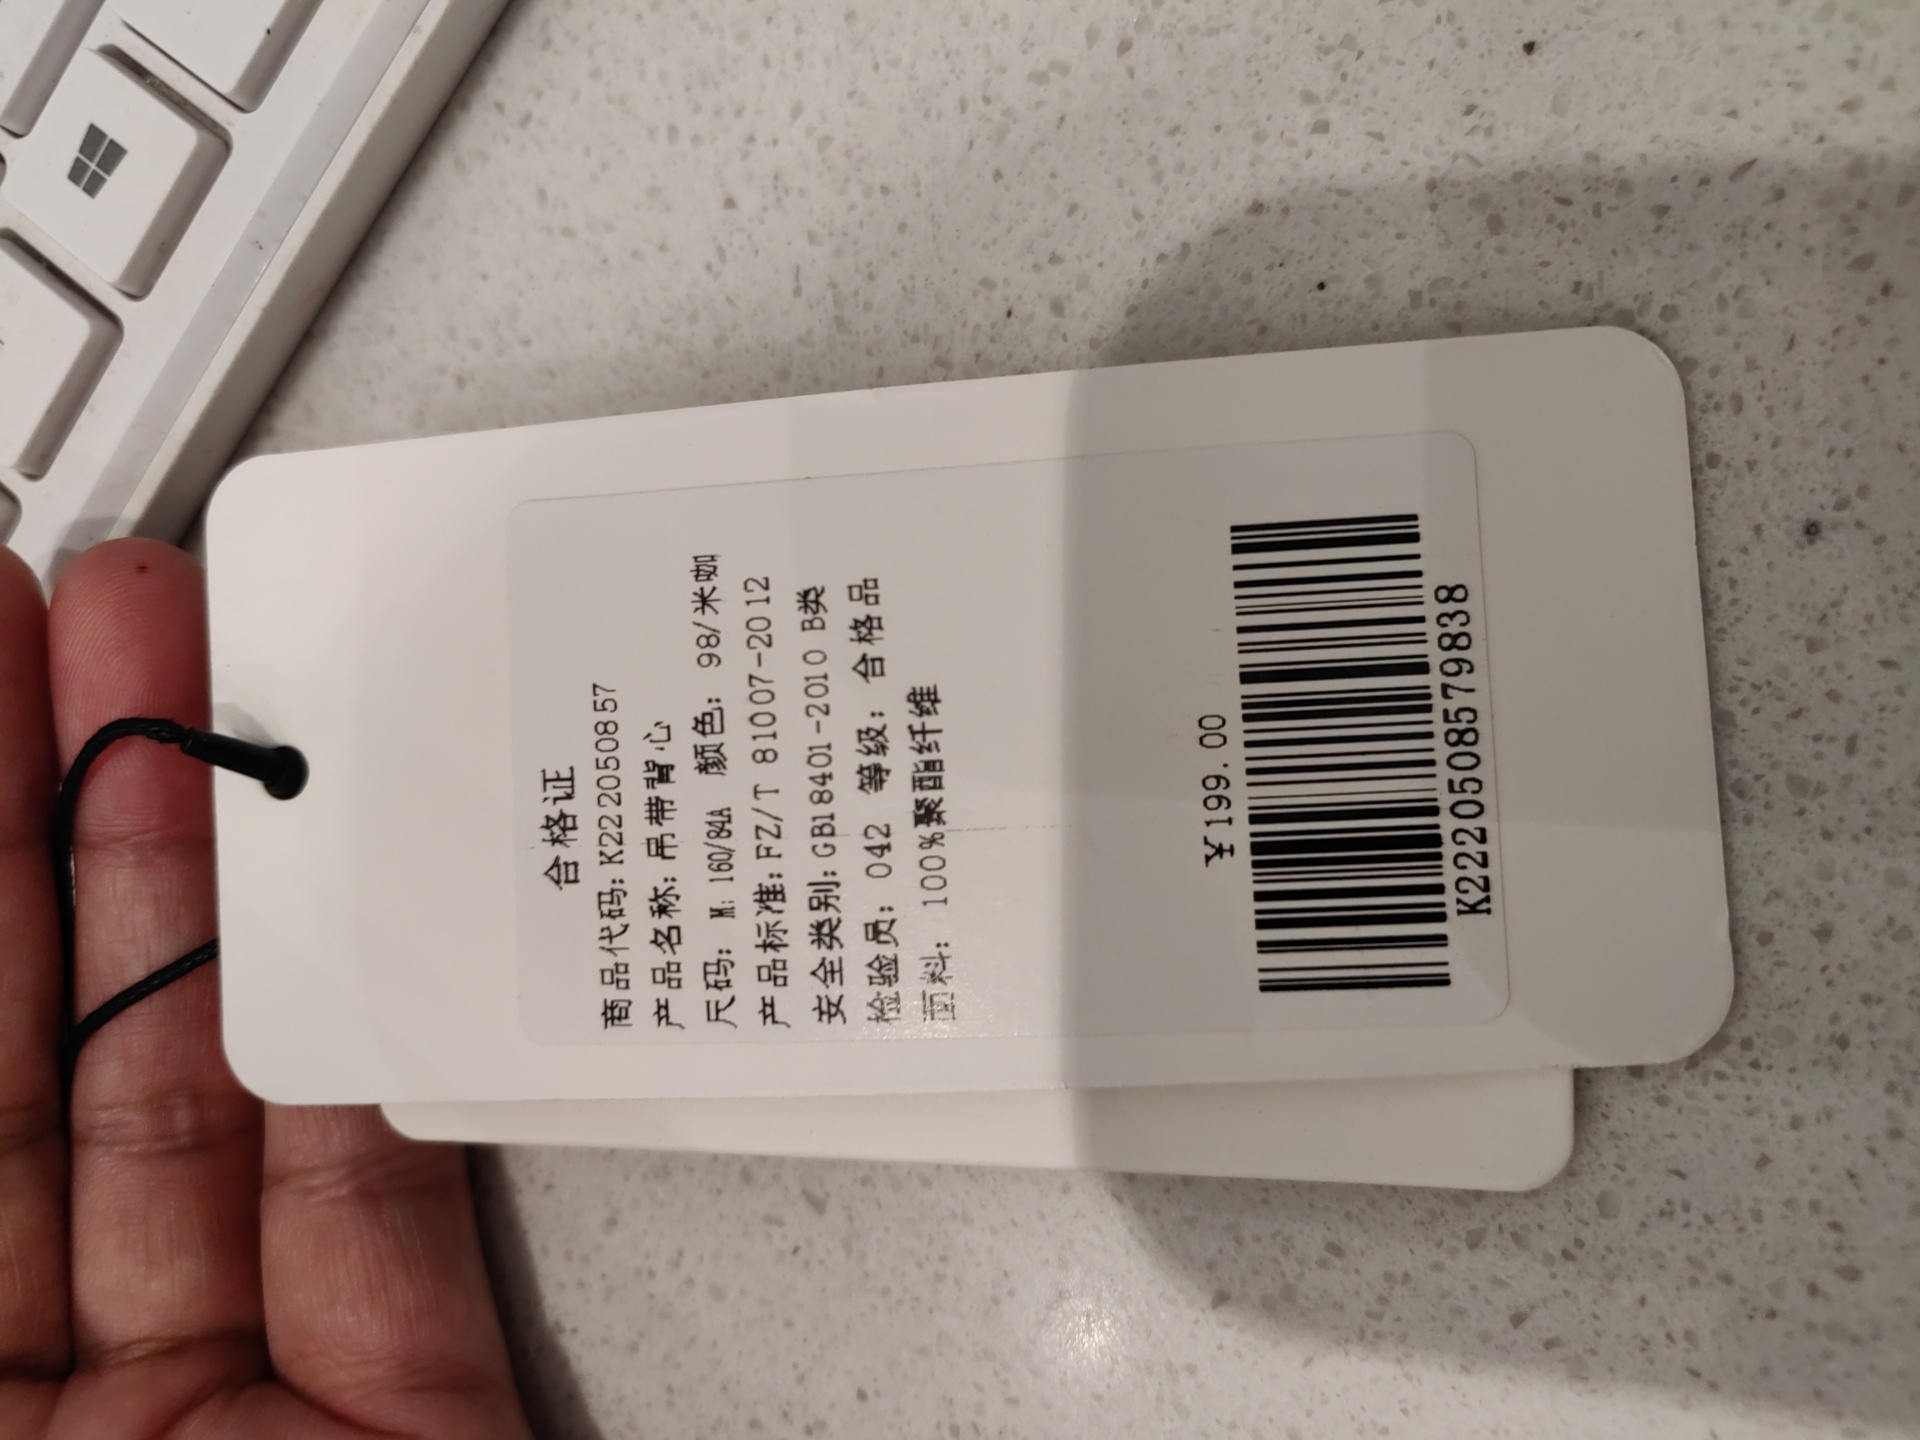 合格证
商品代码: K222050857
产品名称: 吊带背心
尺码: M: 160/84A 颜色: 98/米咖
产品标准: FZ/T 81007-2012
安全类别: GB18401-2010 B类
检验员: 042 等级: 合格品
面料: 100%聚酯纤维
¥199.00
K2220508579838